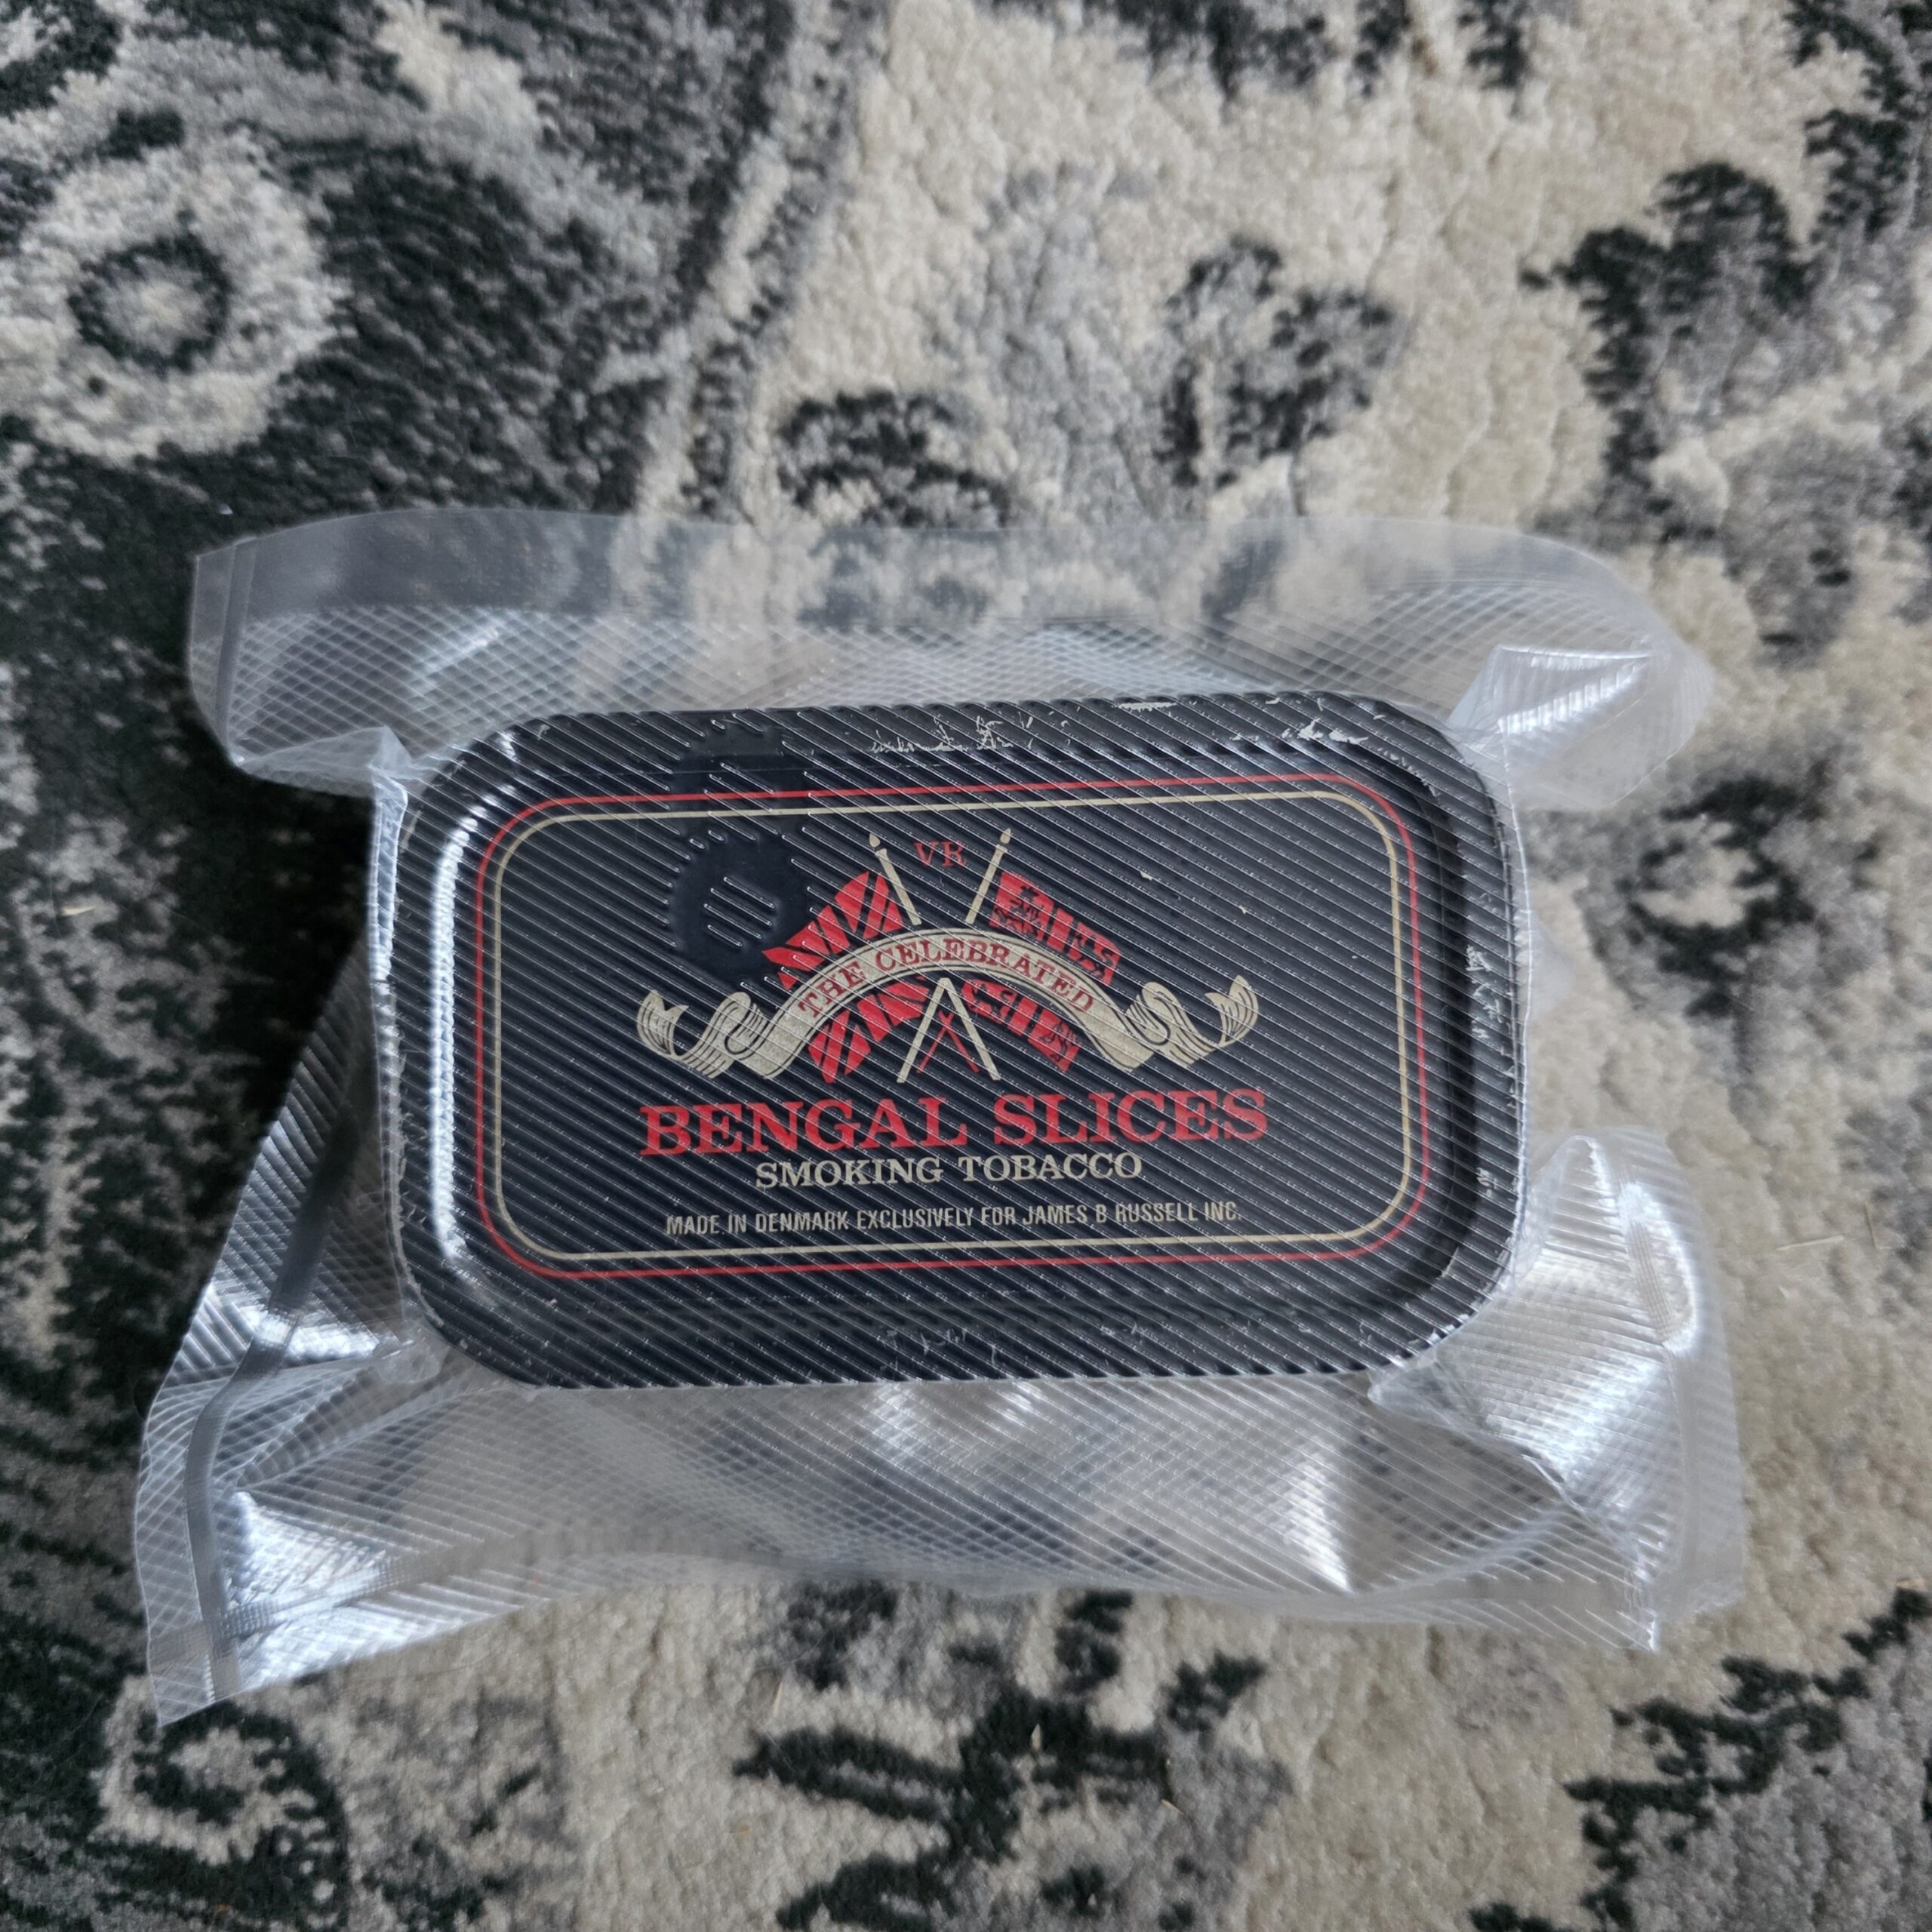 VR
THE CELEBRATED
BENGAL SLICES
SMOKING TOBACCO
MADE IN DENMARK EXCLUSIVELY FOR JAMES B RUSSELL INC.